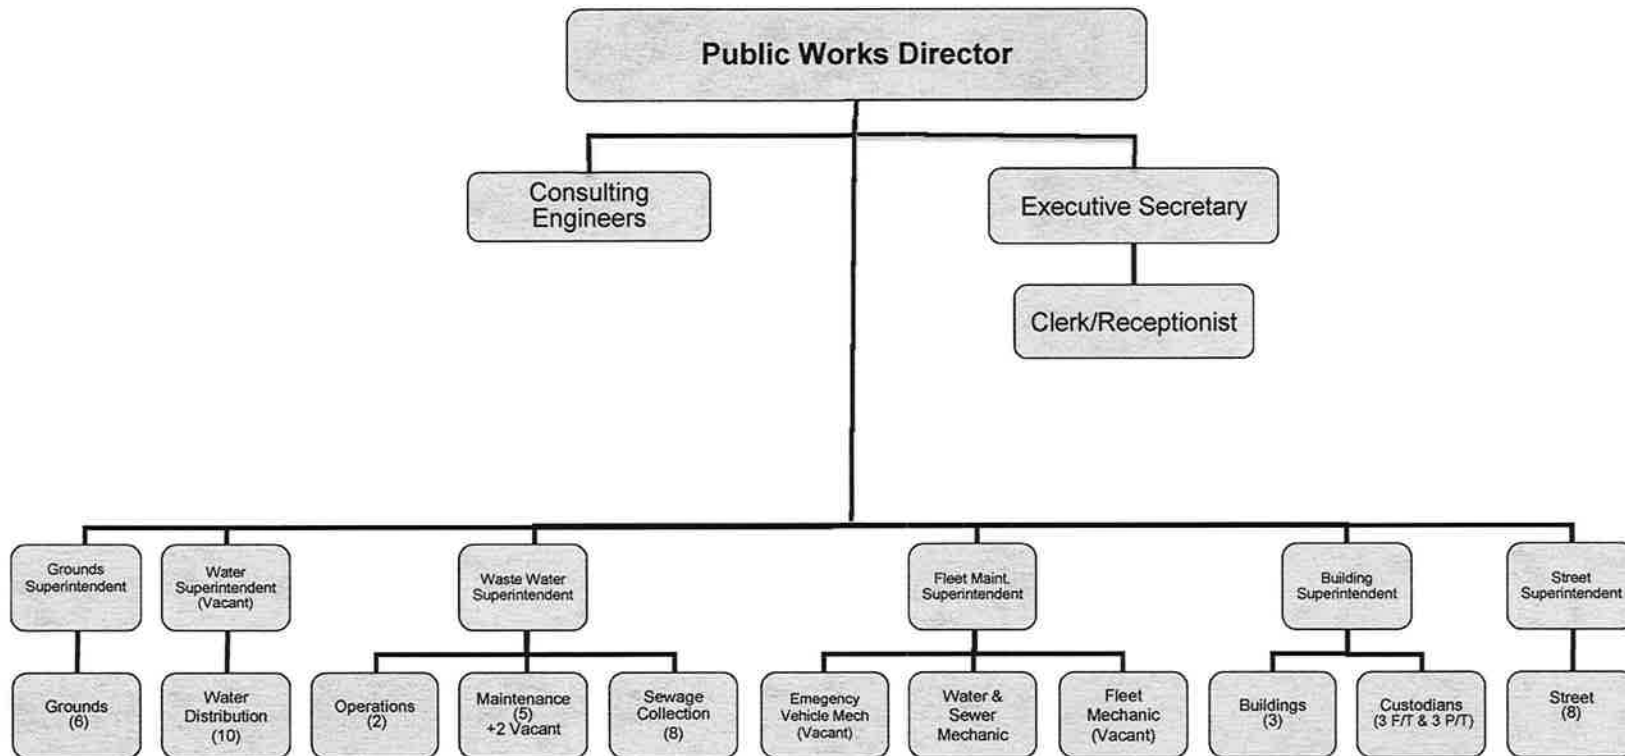 Public Works Director
Consulting
Engineers
Executive Secretary
Clerk/Receptionist
Grounds
Superintendent
Water
Superintendent
(Vacant)
Waste Water
Superintendent
Fleet Maint.
Superintendent
Building
Superintendent
Street
Superintendent
Grounds
(6)
Water
Distribution
(10)
Operations
(2)
Maintenance
(5)
+2 Vacant
Sewage
Collection
(8)
Emegency
Vehicle Mech
(Vacant)
Water &
Sewer
Mechanic
Fleet
Mechanic
(Vacant)
Buildings
(3)
Custodians
(3 F/T & 3 P/T)
Street
(8)